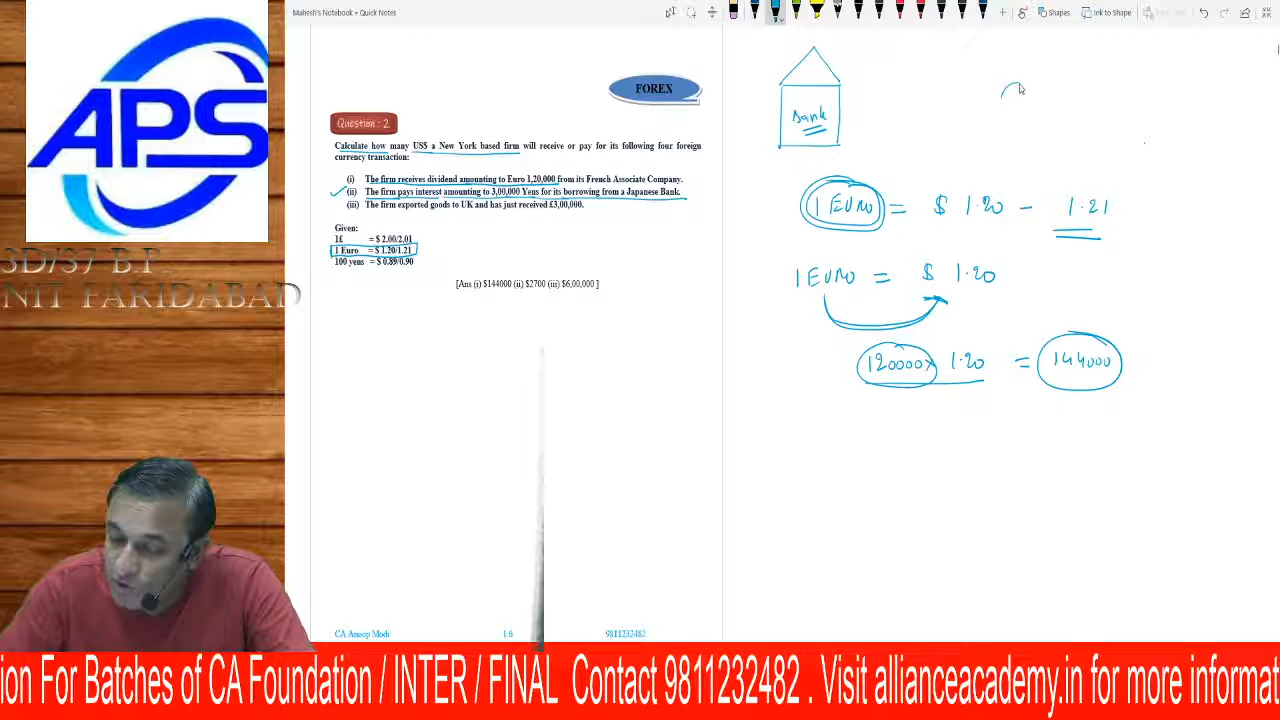 Mahesh's Notebook » Quick Notes
Shapes
Ink to Shape
APS
3D/37 B.P.
NIT FARIDABAD
FOREX
Question : 2
Calculate how many US$ a New York based firm will receive or pay for its following four foreign
currency transaction:
(i) The firm receives dividend amounting to Euro 1,20,000 from its French Associate Company.
(ii) The firm pays interest amounting to 3,00,000 Yens for its borrowing from a Japanese Bank.
(iii) The firm exported goods to UK and has just received £3,00,000.
Given:
1£ = $ 2.00/2.01
1 Euro = $ 1.20/1.21
100 yens = $ 0.89/0.90
[Ans (i) $144000 (ii) $2700 (iii) $6,00,000 ]
CA Anoop Modi 1.6 9811232482
Bank
1 EURO = $ 1.20 - 1.21
1 EURO = $ 1.20
120000 x 1.20 = 144000
ion For Batches of CA Foundation / INTER / FINAL Contact 9811232482 . Visit allianceacademy.in for more informat